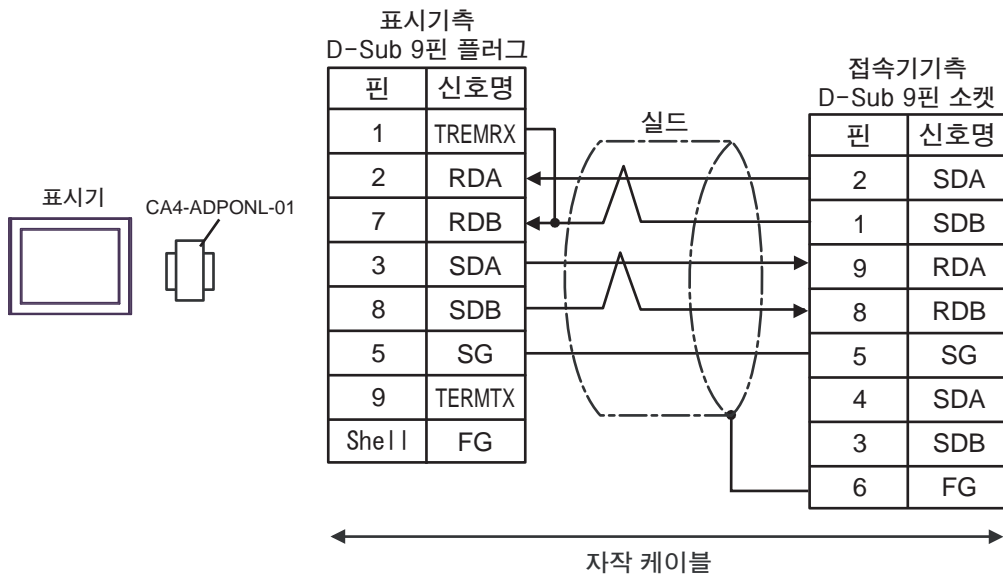 표시기측
D-Sub 9핀 플러그
핀 신호명
1 TREMRX
2 RDA
7 RDB
3 SDA
8 SDB
5 SG
9 TERMTX
Shell FG
실드
접속기기측
D-Sub 9핀 소켓
핀 신호명
2 SDA
1 SDB
9 RDA
8 RDB
5 SG
4 SDA
3 SDB
6 FG
표시기
CA4-ADPONL-01
자작 케이블